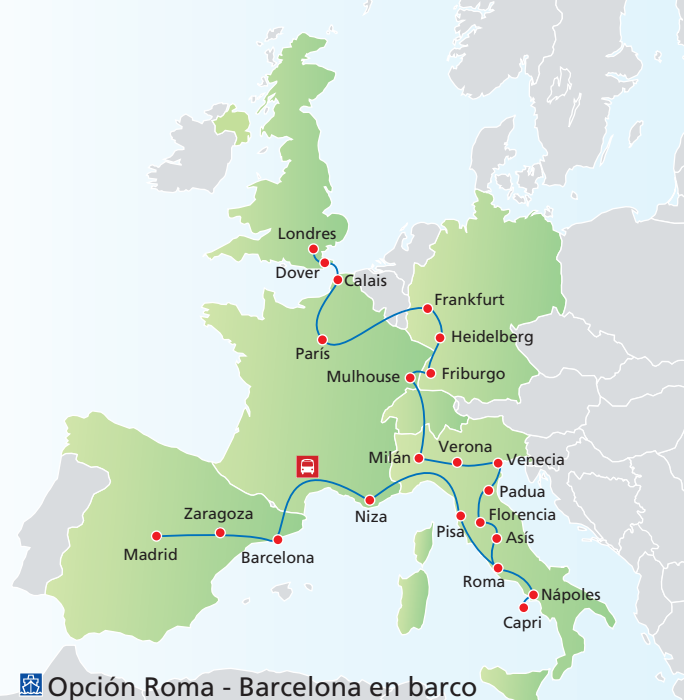 Londres
Dover
Calais
Frankfurt
París
Heidelberg
Mulhouse
Friburgo
Milán
Verona
Venecia
Padua
Niza
Pisa
Florencia
Asís
Zaragoza
Madrid
Barcelona
Roma
Nápoles
Capri
Opción Roma - Barcelona en barco